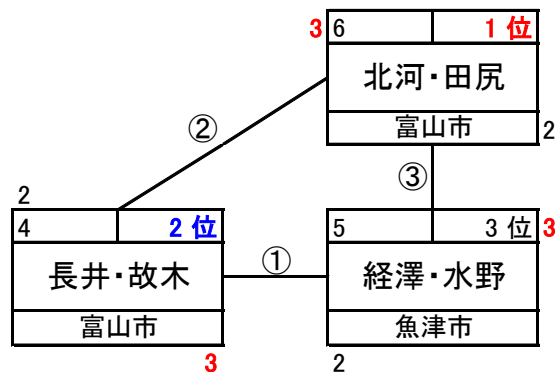 3 6 1位
北河・田尻
富山市 2
②
③
2
4 2位
長井・故木
富山市
3
①
5 3位 3
経澤・水野
魚津市
2